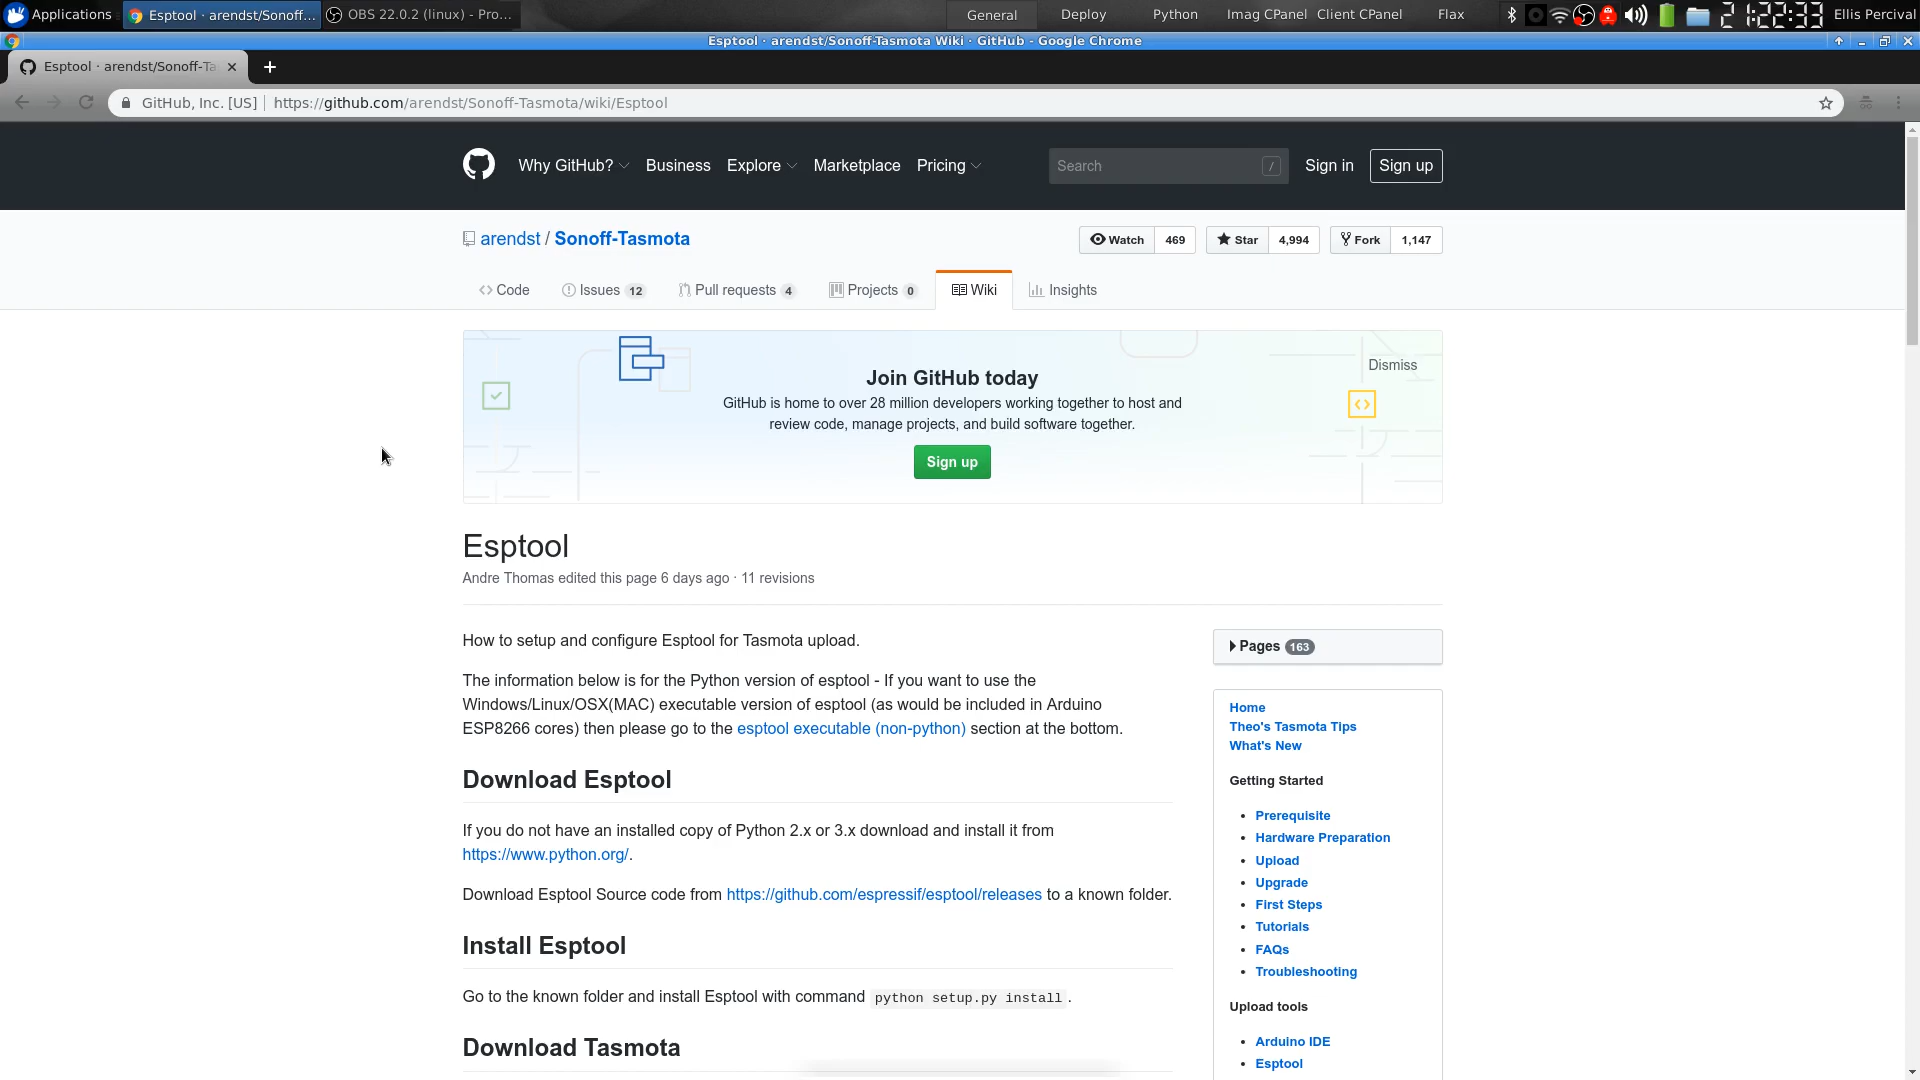 Applications
Esptool · arendst/Sonoff...
OBS 22.0.2 (linux) - Pro...
General
Deploy
Python
Imag CPanel
Client CPanel
Flax
2
1:22:33
Ellis Percival
Esptool · arendst/Sonoff-Tasmota Wiki · GitHub - Google Chrome
Esptool · arendst/Sonoff-Ta
GitHub, Inc. [US] https://github.com/arendst/Sonoff-Tasmota/wiki/Esptool
Why GitHub?
Business
Explore
Marketplace
Pricing
Search /
Sign in
Sign up
arendst / Sonoff-Tasmota
Watch 469
Star 4,994
Fork 1,147
Code
Issues 12
Pull requests 4
Projects 0
Wiki
Insights
Dismiss
Join GitHub today
GitHub is home to over 28 million developers working together to host and
review code, manage projects, and build software together.
Sign up
Esptool
Andre Thomas edited this page 6 days ago · 11 revisions
How to setup and configure Esptool for Tasmota upload.
The information below is for the Python version of esptool - If you want to use the
Windows/Linux/OSX(MAC) executable version of esptool (as would be included in Arduino
ESP8266 cores) then please go to the esptool executable (non-python) section at the bottom.
Download Esptool
If you do not have an installed copy of Python 2.x or 3.x download and install it from
https://www.python.org/.
Download Esptool Source code from https://github.com/espressif/esptool/releases to a known folder.
Install Esptool
Go to the known folder and install Esptool with command python setup.py install.
Download Tasmota
Pages 163
Home
Theo's Tasmota Tips
What's New
Getting Started
• Prerequisite
• Hardware Preparation
• Upload
• Upgrade
• First Steps
• Tutorials
• FAQs
• Troubleshooting
Upload tools
• Arduino IDE
• Esptool